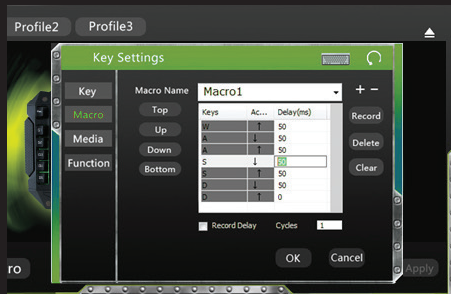 Profile2 Profile3
Key Settings
Key
Macro
Media
Function
Macro Name Macro1
Top
Up
Down
Bottom
Keys Ac... Delay(ms)
W ↑ 50
A ↓ 50
A ↑ 50
S ↓ 50
S ↑ 50
D ↓ 50
D ↑ 0
+ −
Record
Delete
Clear
Record Delay Cycles 1
OK Cancel
ro Apply